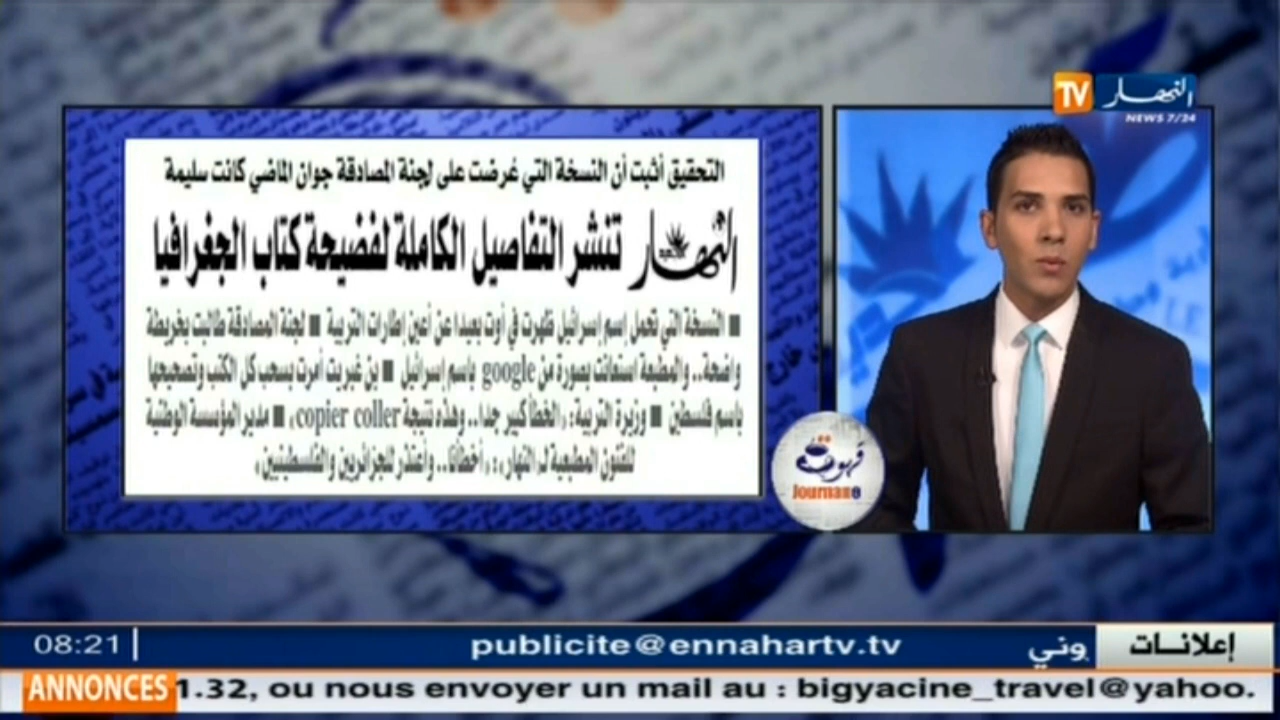 TV النهار
NEWS 7/24
التحقيق أثبت أن النسخة التي عُرضت على لجنة المصادقة جوان الماضي كانت سليمة
النهار تنشر التفاصيل الكاملة لفضيحة كتاب الجغرافيا
■ النسخة التي تحمل إسم إسرائيل ظهرت في أوت بعيدا عن أعين إطارات التربية ■ لجنة المصادقة طالبت بخريطة
واضحة.. والمطبعة استعانت بصورة من google باسم إسرائيل ■ بن غبريت أمرت بسحب كل الكتب وتصحيحها
باسم فلسطين ■ وزيرة التربية: «الخطأ كبير جدا.. وهذه نتيجة copier coller» ■ مدير المؤسسة الوطنية
للفنون المطبعية لـ«النهار»: «أخطأنا.. وأعتذر للجزائريين والفلسطينيين»
قهوة
Journane
إعلانات وني publicite@ennahartv.tv 08:21
ANNONCES 1.32, ou nous envoyer un mail au : bigyacine_travel@yahoo.